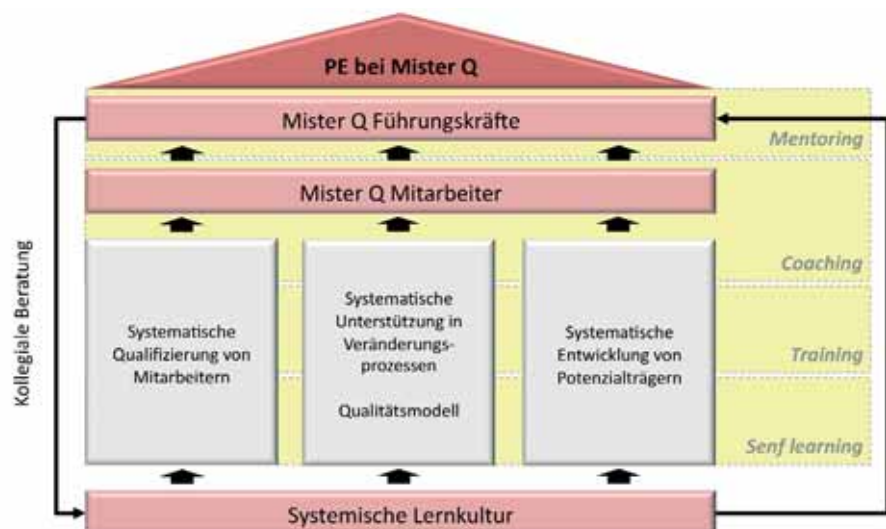 PE bei Mister Q
Mister Q Führungskräfte
Mentoring
Mister Q Mitarbeiter
Coaching
Kollegiale Beratung
Systematische
Qualifizierung von
Mitarbeitern
Systematische
Unterstützung in
Veränderungs-
prozessen
Qualitätsmodell
Systematische
Entwicklung von
Potenzialträgern
Training
Senf learning
Systemische Lernkultur